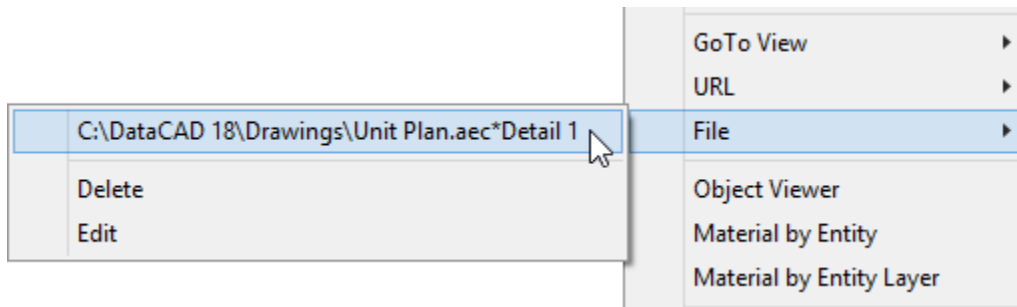 GoTo View
URL
File
C:\DataCAD 18\Drawings\Unit Plan.aec*Detail 1
Delete
Edit
Object Viewer
Material by Entity
Material by Entity Layer